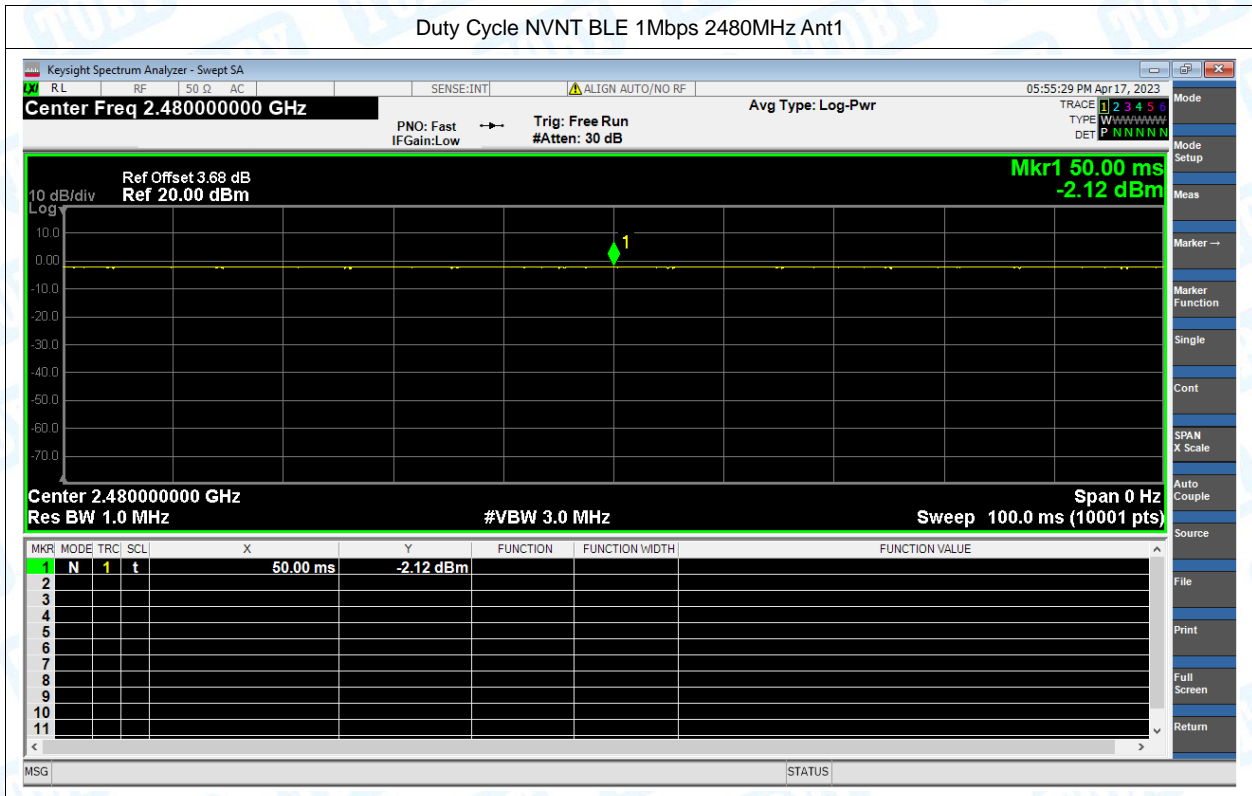 Duty Cycle NVNT BLE 1Mbps 2480MHz Ant1
Keysight Spectrum Analyzer - Swept SA
LXI RL RF 50 Ω AC SENSE:INT ALIGN AUTO/NO RF 05:55:29 PM Apr 17, 2023
Center Freq 2.480000000 GHz
PNO: Fast
IFGain:Low
Trig: Free Run
#Atten: 30 dB
Avg Type: Log-Pwr
TRACE 1 2 3 4 5 6
TYPE WWWWWWW
DET P N N N N N
Ref Offset 3.68 dB
10 dB/div Ref 20.00 dBm
Log
Mkr1 50.00 ms
-2.12 dBm
1
10.0
0.00
-10.0
-20.0
-30.0
-40.0
-50.0
-60.0
-70.0
Center 2.480000000 GHz Span 0 Hz
Res BW 1.0 MHz #VBW 3.0 MHz Sweep 100.0 ms (10001 pts)
MKR MODE TRC SCL X Y FUNCTION FUNCTION WIDTH FUNCTION VALUE
1 N 1 t 50.00 ms -2.12 dBm
2
3
4
5
6
7
8
9
10
11
MSG STATUS
Mode
Mode
Setup
Meas
Marker →
Marker
Function
Single
Cont
SPAN
X Scale
Auto
Couple
Source
File
Print
Full
Screen
Return
TOBY